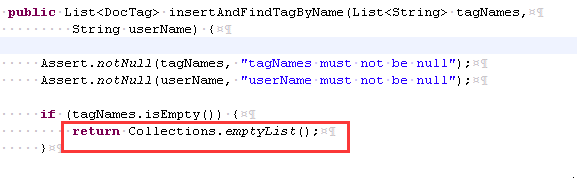 public List<DocTag> insertAndFindTagByName(List<String> tagNames,
String userName) {
Assert.notNull(tagNames, "tagNames must not be null");
Assert.notNull(userName, "userName must not be null");
if (tagNames.isEmpty()) {
return Collections.emptyList();
}